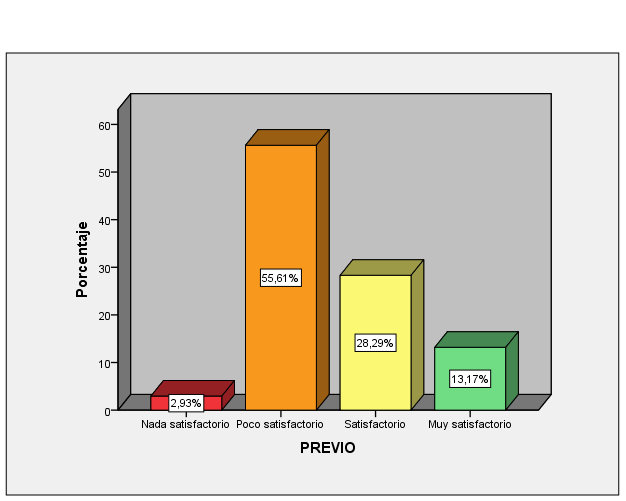 Porcentaje
60
50
40
30
20
10
0
2,93%
55,61%
28,29%
13,17%
Nada satisfactorio
Poco satisfactorio
Satisfactorio
Muy satisfactorio
PREVIO